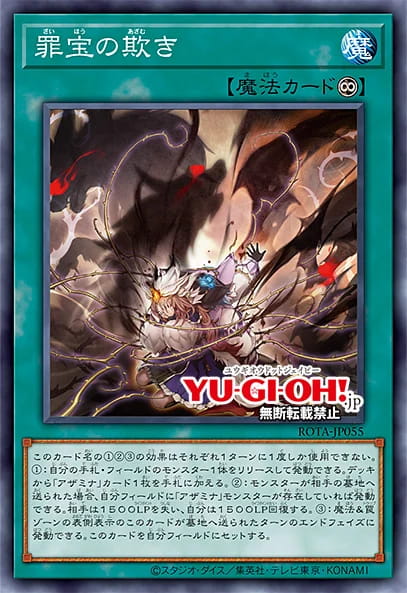 罪宝の欺き
【魔法カード】
魔
ユウギオウドットジェイピー
YU-GI-OH!.jp
無断転載禁止
ROTA-JP055
このカード名の①②③の効果はそれぞれ１ターンに１度しか使用できない。
①：自分の手札・フィールドのモンスター１体をリリースして発動できる。デッキ
から「アザミナ」カード１枚を手札に加える。②：モンスターが相手の墓地へ
送られた場合、自分フィールドに「アザミナ」モンスターが存在していれば発動
できる。相手は１５００LPを失い、自分は１５００LP回復する。③：魔法＆罠
ゾーンの表側表示のこのカードが墓地へ送られたターンのエンドフェイズに
発動できる。このカードを自分フィールドにセットする。
©スタジオ・ダイス／集英社・テレビ東京・KONAMI